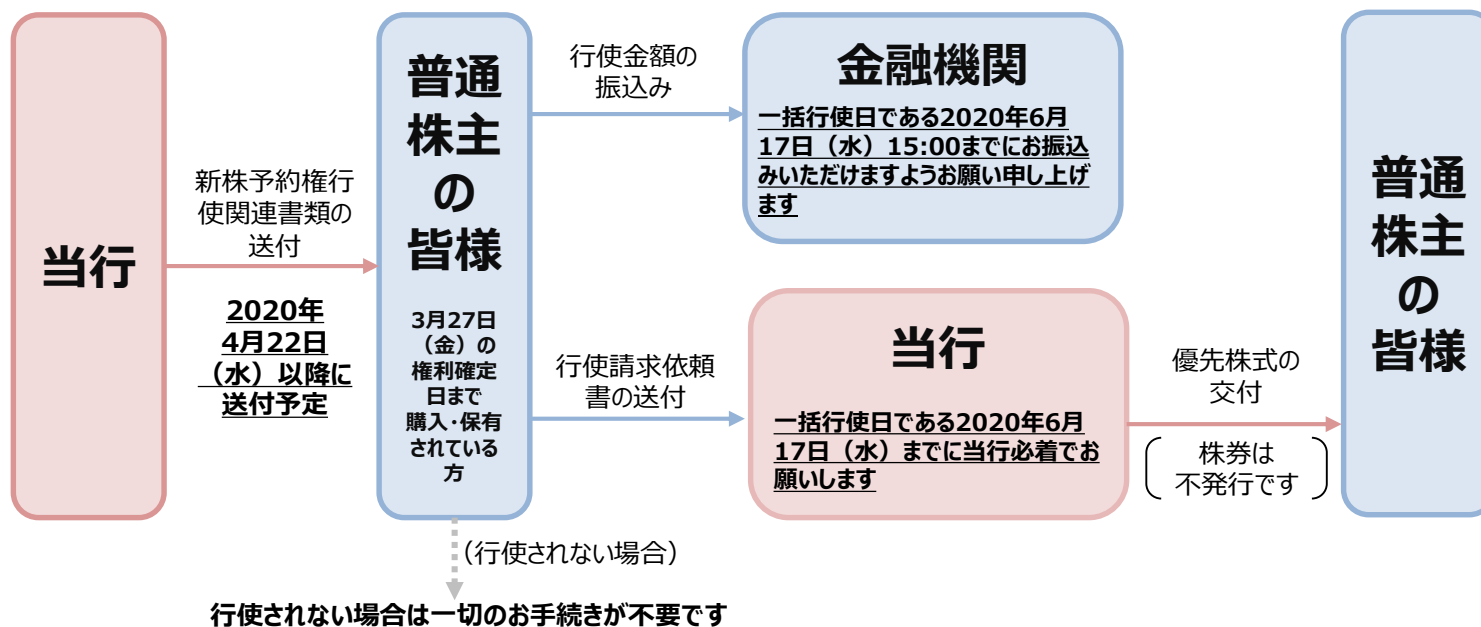 当行
新株予約権行
使関連書類の
送付
2020年
4月22日
（水）以降に
送付予定
普通
株主
の
皆様
3月27日
（金）の
権利確定
日まで
購入・保有
されている
方
行使金額の
振込み
金融機関
一括行使日である2020年6月
17日（水）15:00までにお振込
みいただけますようお願い申し上げ
ます
行使請求依頼
書の送付
当行
一括行使日である2020年6月
17日（水）までに当行必着でお
願いします
優先株式の
交付
株券は
不発行です
普通
株主
の
皆様
（行使されない場合）
行使されない場合は一切のお手続きが不要です